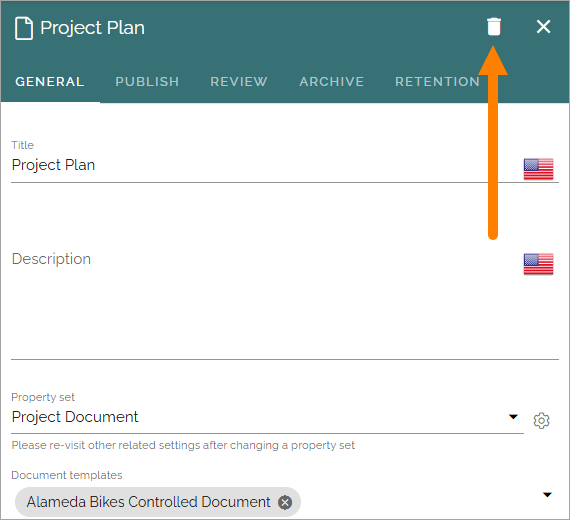 Project Plan
GENERAL PUBLISH REVIEW ARCHIVE RETENTION
Title
Project Plan
Description
Property set
Project Document
Please re-visit other related settings after changing a property set
Document templates
Alameda Bikes Controlled Document